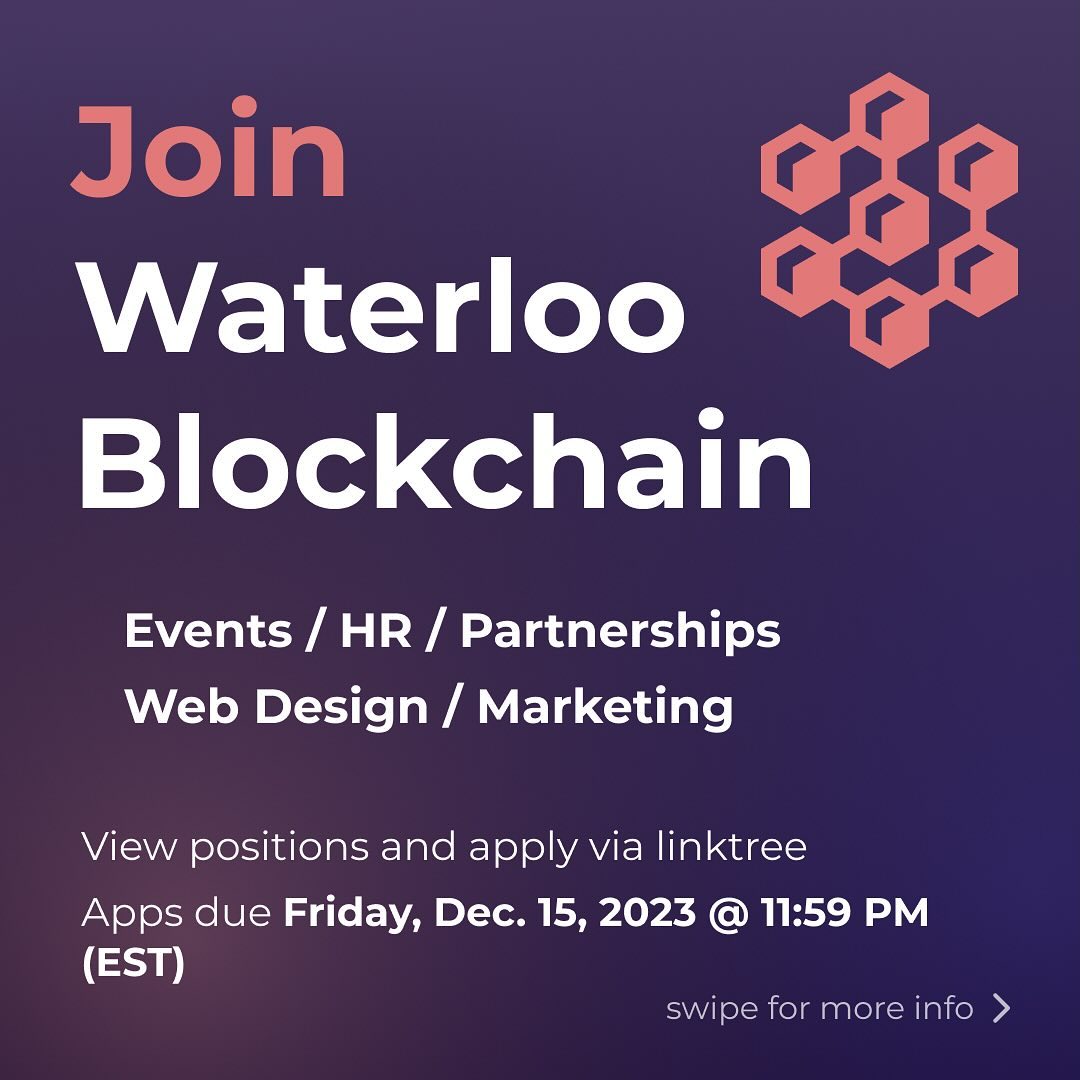 Join
Waterloo
Blockchain
Events / HR / Partnerships
Web Design / Marketing
View positions and apply via linktree
Apps due Friday, Dec. 15, 2023 @ 11:59 PM
(EST)
swipe for more info